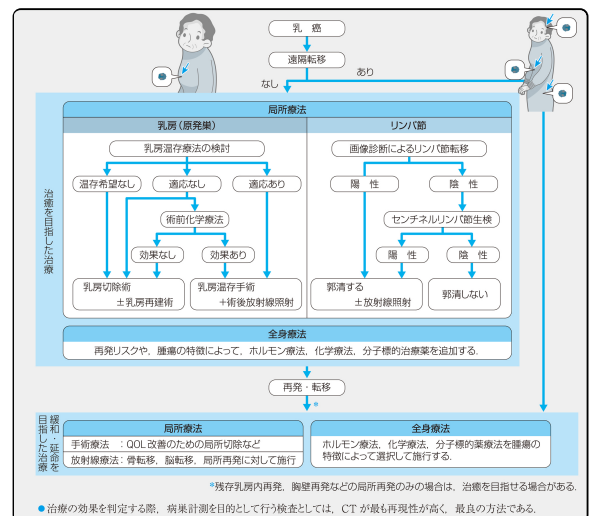 乳 癌
遠隔転移
なし
あり
治癒を目指した治療
局所療法
乳房(原発巣)
乳房温存療法の検討
温存希望なし
適応なし
適応あり
術前化学療法
効果なし
効果あり
乳房切除術
±乳房再建術
乳房温存手術
+術後放射線照射
リンパ節
画像診断によるリンパ節転移
陽 性
陰 性
センチネルリンパ節生検
陽 性
陰 性
郭清する
±放射線照射
郭清しない
全身療法
再発リスクや,腫瘍の特徴によって,ホルモン療法,化学療法,分子標的治療薬を追加する.
再発・転移
*
緩和・延命を
目指した治療
局所療法
手術療法 :QOL改善のための局所切除など
放射線療法:骨転移,脳転移,局所再発に対して施行
全身療法
ホルモン療法,化学療法,分子標的薬療法を腫瘍の
特徴によって選択して施行する.
*残存乳房内再発,胸壁再発などの局所再発のみの場合は,治癒を目指せる場合がある.
●治療の効果を判定する際,病巣計測を目的として行う検査としては,CTが最も再現性が高く,最良の方法である.